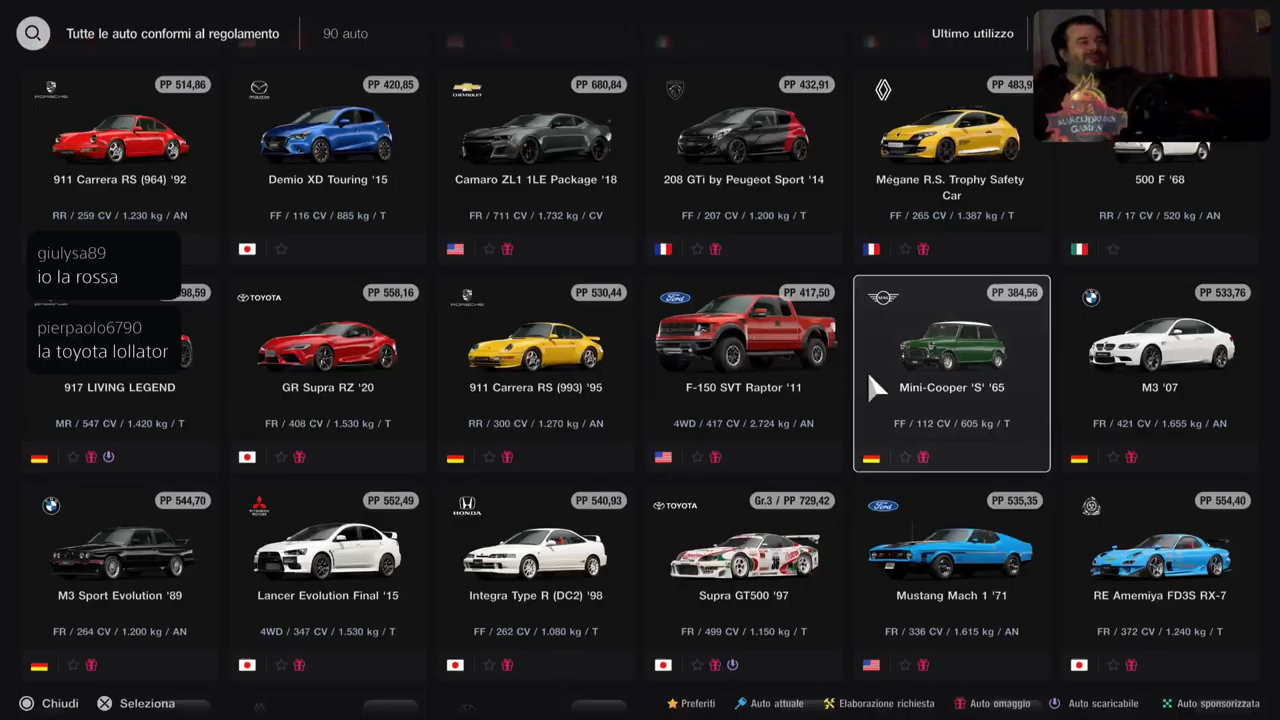 Tutte le auto conformi al regolamento
90 auto
Ultimo utilizzo
PORSCHE
PP 514,86
911 Carrera RS (964) '92
RR / 259 CV / 1.230 kg / AN
mazda
PP 420,85
Demio XD Touring '15
FF / 116 CV / 885 kg / T
CHEVROLET
PP 680,84
Camaro ZL1 1LE Package '18
FR / 711 CV / 1.732 kg / CV
PP 432,91
208 GTi by Peugeot Sport '14
FF / 207 CV / 1.200 kg / T
PP 483,9
Mégane R.S. Trophy Safety
Car
FF / 265 CV / 1.387 kg / T
500 F '68
RR / 17 CV / 520 kg / AN
MARCODRUMS
GAMES
giulysa89
io la rossa
pierpaolo6790
la toyota lollator
98,59
917 LIVING LEGEND
MR / 547 CV / 1.420 kg / T
TOYOTA
PP 558,16
GR Supra RZ '20
FR / 408 CV / 1.530 kg / T
PORSCHE
PP 530,44
911 Carrera RS (993) '95
RR / 300 CV / 1.270 kg / AN
Ford
PP 417,50
F-150 SVT Raptor '11
4WD / 417 CV / 2.724 kg / AN
MINI
PP 384,56
Mini-Cooper 'S' '65
FF / 112 CV / 605 kg / T
PP 533,76
M3 '07
FR / 421 CV / 1.655 kg / AN
PP 544,70
M3 Sport Evolution '89
FR / 264 CV / 1.200 kg / AN
MITSUBISHI
MOTORS
PP 552,49
Lancer Evolution Final '15
4WD / 347 CV / 1.530 kg / T
HONDA
PP 540,93
Integra Type R (DC2) '98
FF / 262 CV / 1.080 kg / T
TOYOTA
Gr.3 / PP 729,42
Supra GT500 '97
FR / 499 CV / 1.150 kg / T
Ford
PP 535,35
Mustang Mach 1 '71
FR / 336 CV / 1.615 kg / AN
PP 554,40
RE Amemiya FD3S RX-7
FR / 372 CV / 1.240 kg / T
Chiudi
Seleziona
Preferiti
Auto attuale
Elaborazione richiesta
Auto omaggio
Auto scaricabile
Auto sponsorizzata